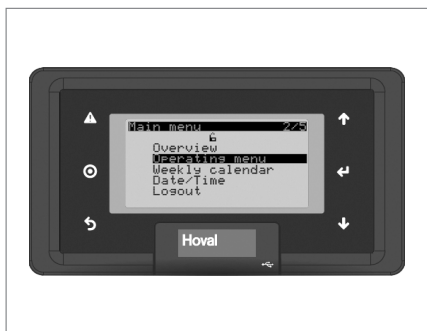 Main menu 2/5
Overview
Operating menu
Weekly calendar
Date/Time
Logout
Hoval